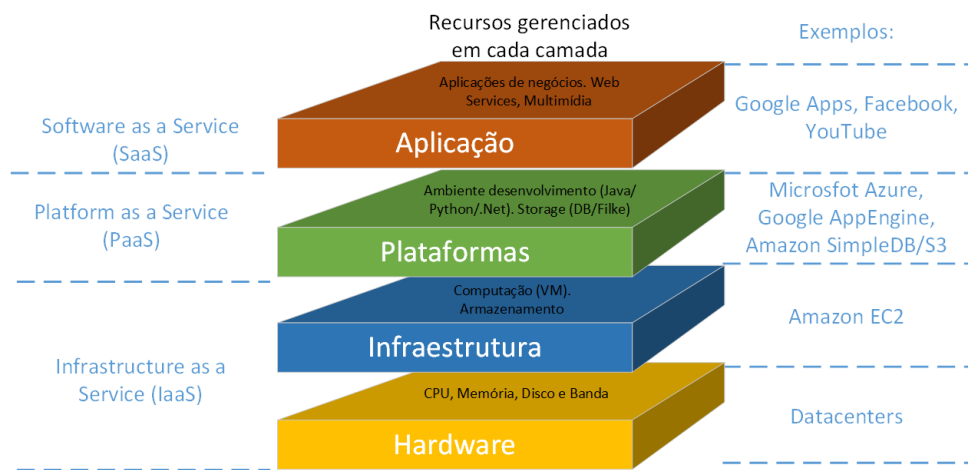 Recursos gerenciados
em cada camada
Exemplos:
Software as a Service
(SaaS)
Aplicações de negócios. Web
Services, Multimídia
Aplicação
Google Apps, Facebook,
YouTube
Platform as a Service
(PaaS)
Ambiente desenvolvimento (Java/
Python/.Net). Storage (DB/Filke)
Plataformas
Microsfot Azure,
Google AppEngine,
Amazon SimpleDB/S3
Infrastructure as a
Service (IaaS)
Computação (VM).
Armazenamento
Infraestrutura
Amazon EC2
CPU, Memória, Disco e Banda
Hardware
Datacenters